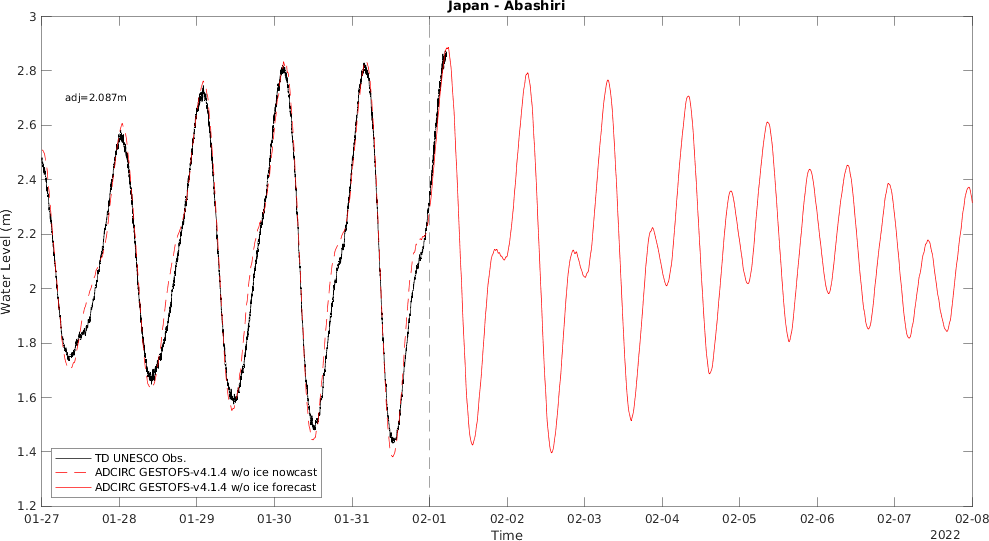 Japan - Abashiri
3
2.8
2.6
2.4
2.2
2
1.8
1.6
1.4
1.2
Water Level (m)
adj=2.087m
TD UNESCO Obs.
ADCIRC GESTOFS-v4.1.4 w/o ice nowcast
ADCIRC GESTOFS-v4.1.4 w/o ice forecast
01-27 01-28 01-29 01-30 01-31 02-01 02-02 02-03 02-04 02-05 02-06 02-07 02-08
Time
2022